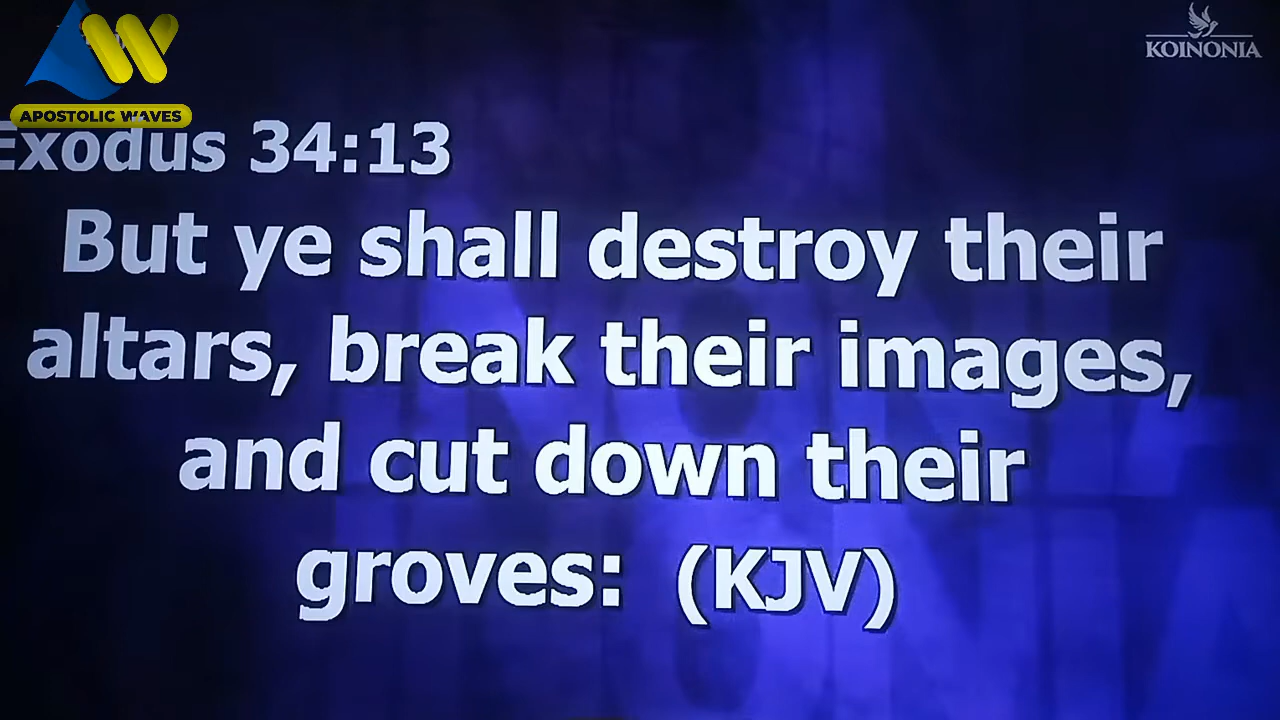 APOSTOLIC WAVES
KOINONIA
Exodus 34:13
But ye shall destroy their
altars, break their images,
and cut down their
groves: (KJV)